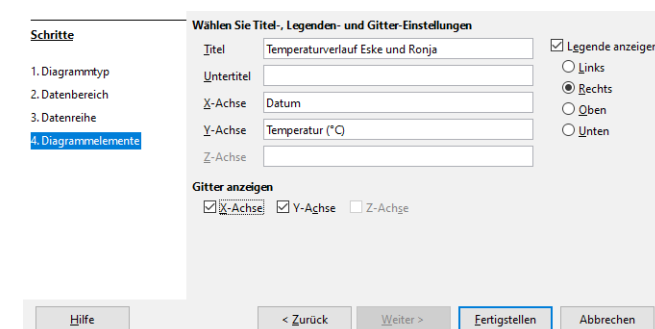 Schritte
1. Diagrammtyp
2. Datenbereich
3. Datenreihe
4. Diagrammelemente
Wählen Sie Titel-, Legenden- und Gitter-Einstellungen
Titel Temperaturverlauf Eske und Ronja
Untertitel
X-Achse Datum
Y-Achse Temperatur (°C)
Z-Achse
Legende anzeigen
Links
Rechts
Oben
Unten
Gitter anzeigen
X-Achse Y-Achse Z-Achse
Hilfe < Zurück Weiter > Fertigstellen Abbrechen